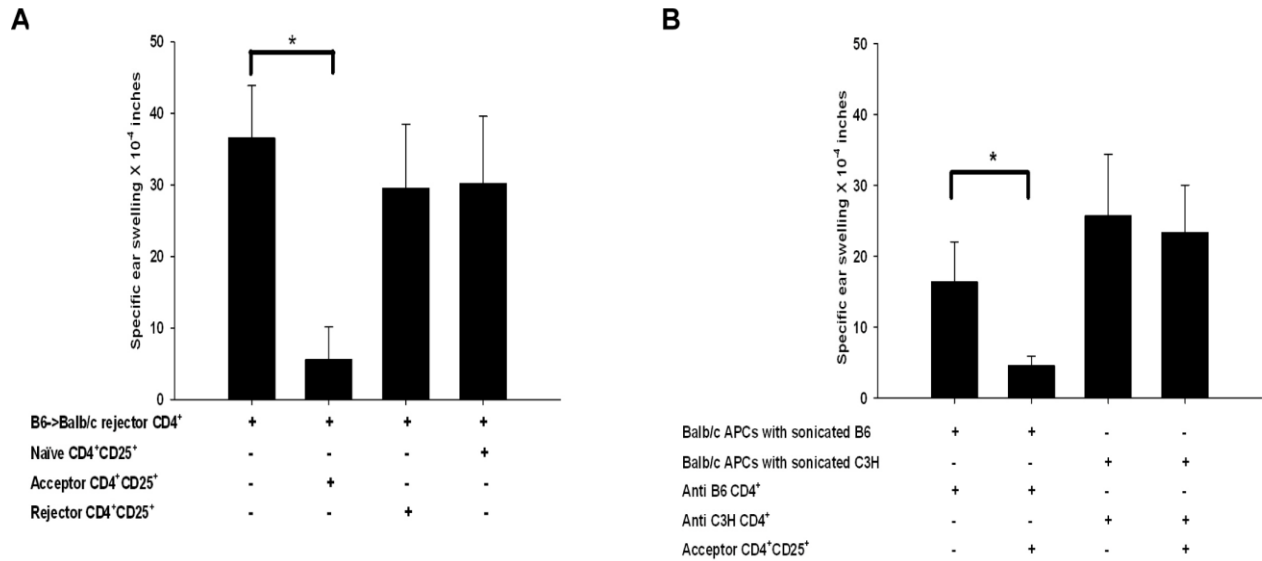 A
50
*
40
30
20
10
0
Specific ear swelling X 10⁻⁴ inches
B6->Balb/c rejector CD4⁺ + + + +
Naïve CD4⁺CD25⁺ - - - +
Acceptor CD4⁺CD25⁺ - + - -
Rejector CD4⁺CD25⁺ - - + -
B
50
40
*
30
20
10
0
Specific ear swelling X 10⁻⁴ inches
Balb/c APCs with sonicated B6 + + - -
Balb/c APCs with sonicated C3H - - + +
Anti B6 CD4⁺ + + - -
Anti C3H CD4⁺ - - + +
Acceptor CD4⁺CD25⁺ - + - +